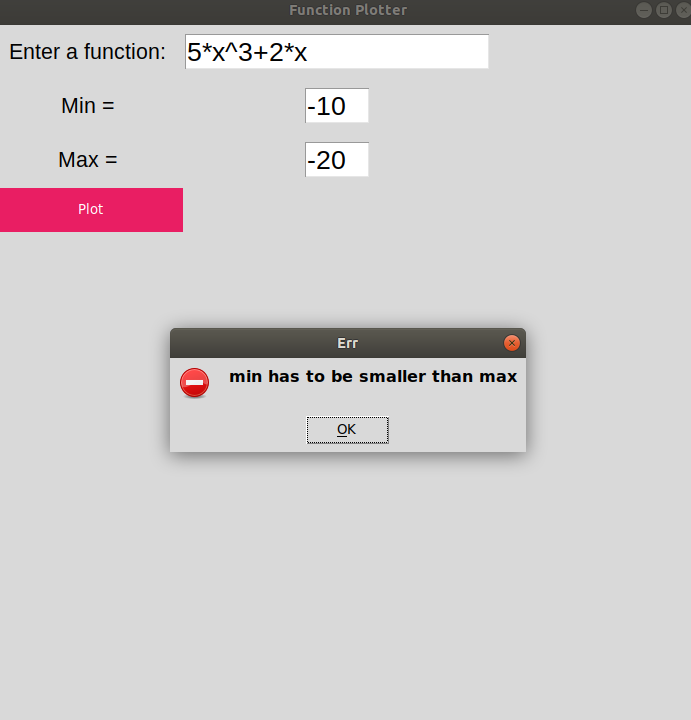 Function Plotter
Enter a function: 5*x^3+2*x
Min = -10
Max = -20
Plot
Err
min has to be smaller than max
OK